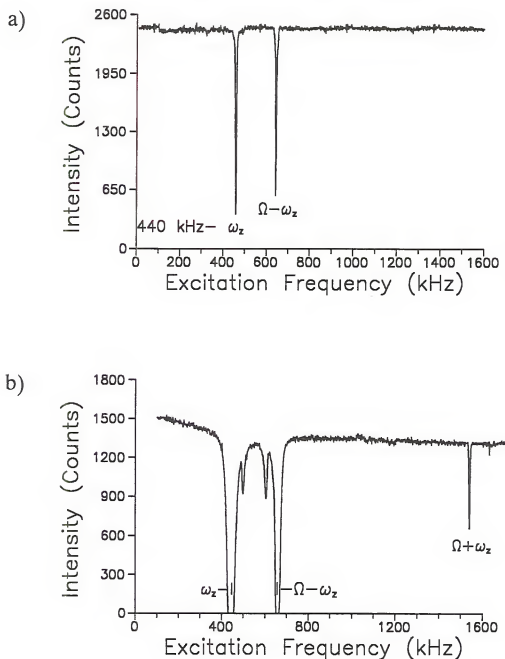 a)
2600
1950
1300
650
0
Intensity (Counts)
440 kHz– ωz
Ω−ωz
0 200 400 600 800 1000 1200 1400 1600
Excitation Frequency (kHz)
b)
1800
1500
1200
900
600
300
0
Intensity (Counts)
ωz
Ω−ωz
Ω+ωz
0 400 800 1200 1600
Excitation Frequency (kHz)